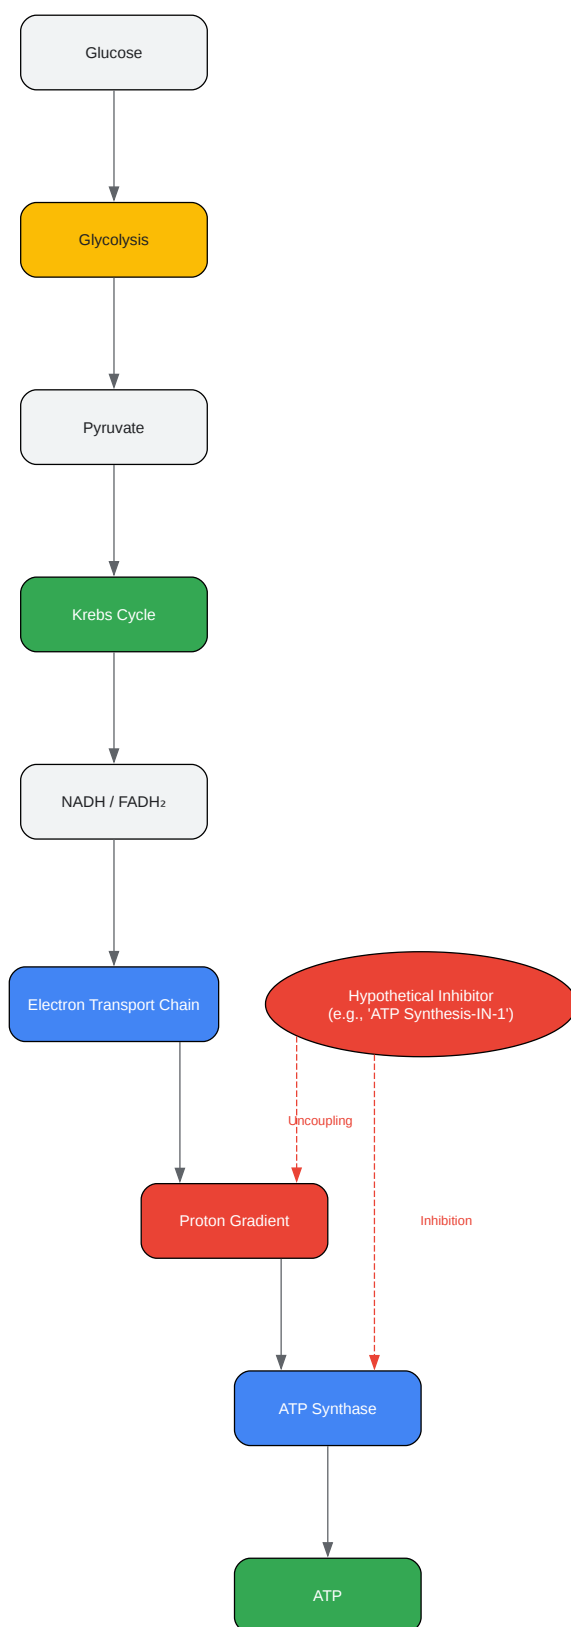 Glucose
Glycolysis
Pyruvate
Krebs Cycle
NADH / FADH₂
Electron Transport Chain
Hypothetical Inhibitor
(e.g., 'ATP Synthesis-IN-1')
Uncoupling
Proton Gradient
Inhibition
ATP Synthase
ATP